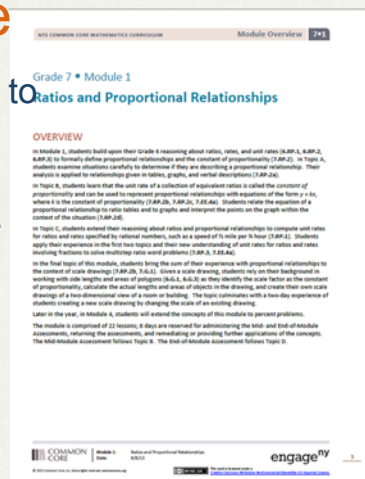 e
NYS COMMON CORE MATHEMATICS CURRICULUM
Module Overview 7•1
Grade 7 • Module 1
to
Ratios and Proportional Relationships
OVERVIEW
In Module 1, students build upon their Grade 6 reasoning about ratios, rates, and unit rates (6.RP.1, 6.RP.2,
6.RP.3) to formally define proportional relationships and the constant of proportionality (7.RP.2). In Topic A,
students examine situations carefully to determine if they are describing a proportional relationship. Their
analysis is applied to relationships given in tables, graphs, and verbal descriptions (7.RP.2a).
In Topic B, students learn that the unit rate of a collection of equivalent ratios is called the constant of
proportionality and can be used to represent proportional relationships with equations of the form y = kx,
where k is the constant of proportionality (7.RP.2b, 7.RP.2c, 7.EE.4a). Students relate the equation of a
proportional relationship to ratio tables and to graphs and interpret the points on the graph within the
context of the situation (7.RP.2d).
In Topic C, students extend their reasoning about ratios and proportional relationships to compute unit rates
for ratios and rates specified by rational numbers, such as a speed of ½ mile per ¼ hour (7.RP.1). Students
apply their experience in the first two topics and their new understanding of unit rates for ratios and rates
involving fractions to solve multistep ratio word problems (7.RP.3, 7.EE.4a).
In the final topic of this module, students bring the sum of their experience with proportional relationships to
the context of scale drawings (7.RP.2b, 7.G.1). Given a scale drawing, students rely on their background in
working with side lengths and areas of polygons (6.G.1, 6.G.3) as they identify the scale factor as the constant
of proportionality, calculate the actual lengths and areas of objects in the drawing, and create their own scale
drawings of a two-dimensional view of a room or building. The topic culminates with a two-day experience of
students creating a new scale drawing by changing the scale of an existing drawing.
Later in the year, in Module 4, students will extend the concepts of this module to percent problems.
The module is comprised of 22 lessons; 8 days are reserved for administering the Mid- and End-of-Module
Assessments, returning the assessments, and remediating or providing further applications of the concepts.
The Mid-Module Assessment follows Topic B. The End-of-Module Assessment follows Topic D.
COMMON CORE
Module 1: Ratios and Proportional Relationships
Date:
engage ny